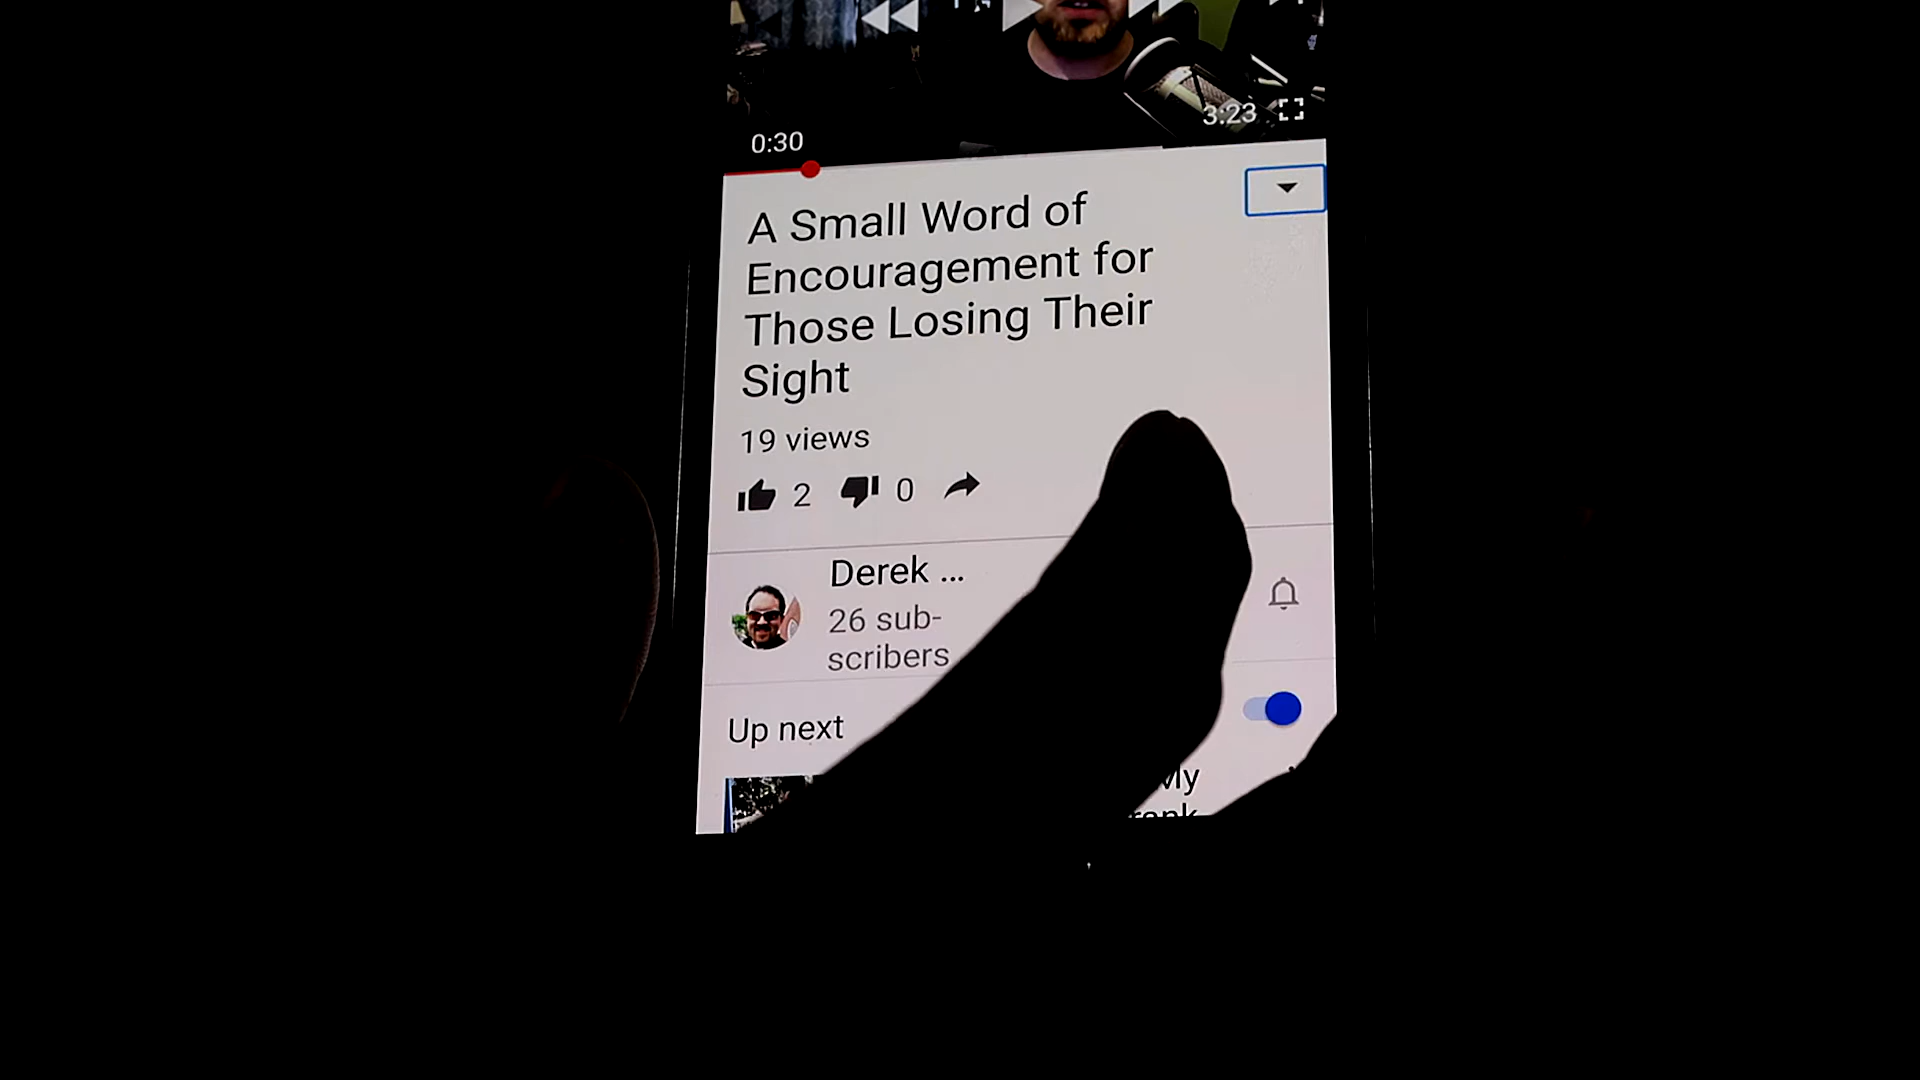 3:23
0:30
A Small Word of
Encouragement for
Those Losing Their
Sight
19 views
2 0
Derek ...
26 sub-
scribers
Up next
My